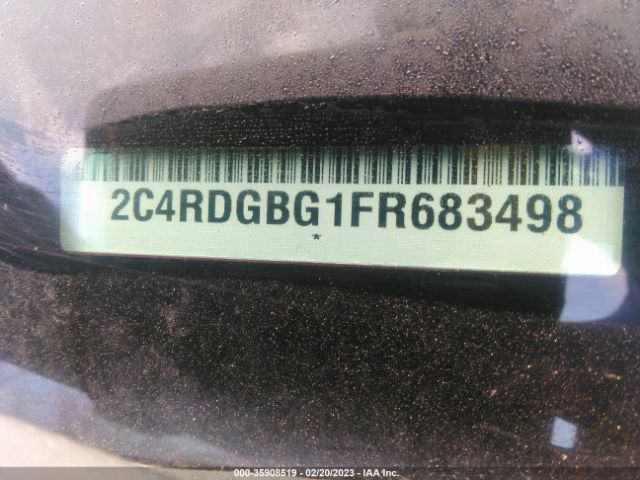 2C4RDGBG1FR683498
*
000-35908519 // 02/20/2023 // IAA Inc.